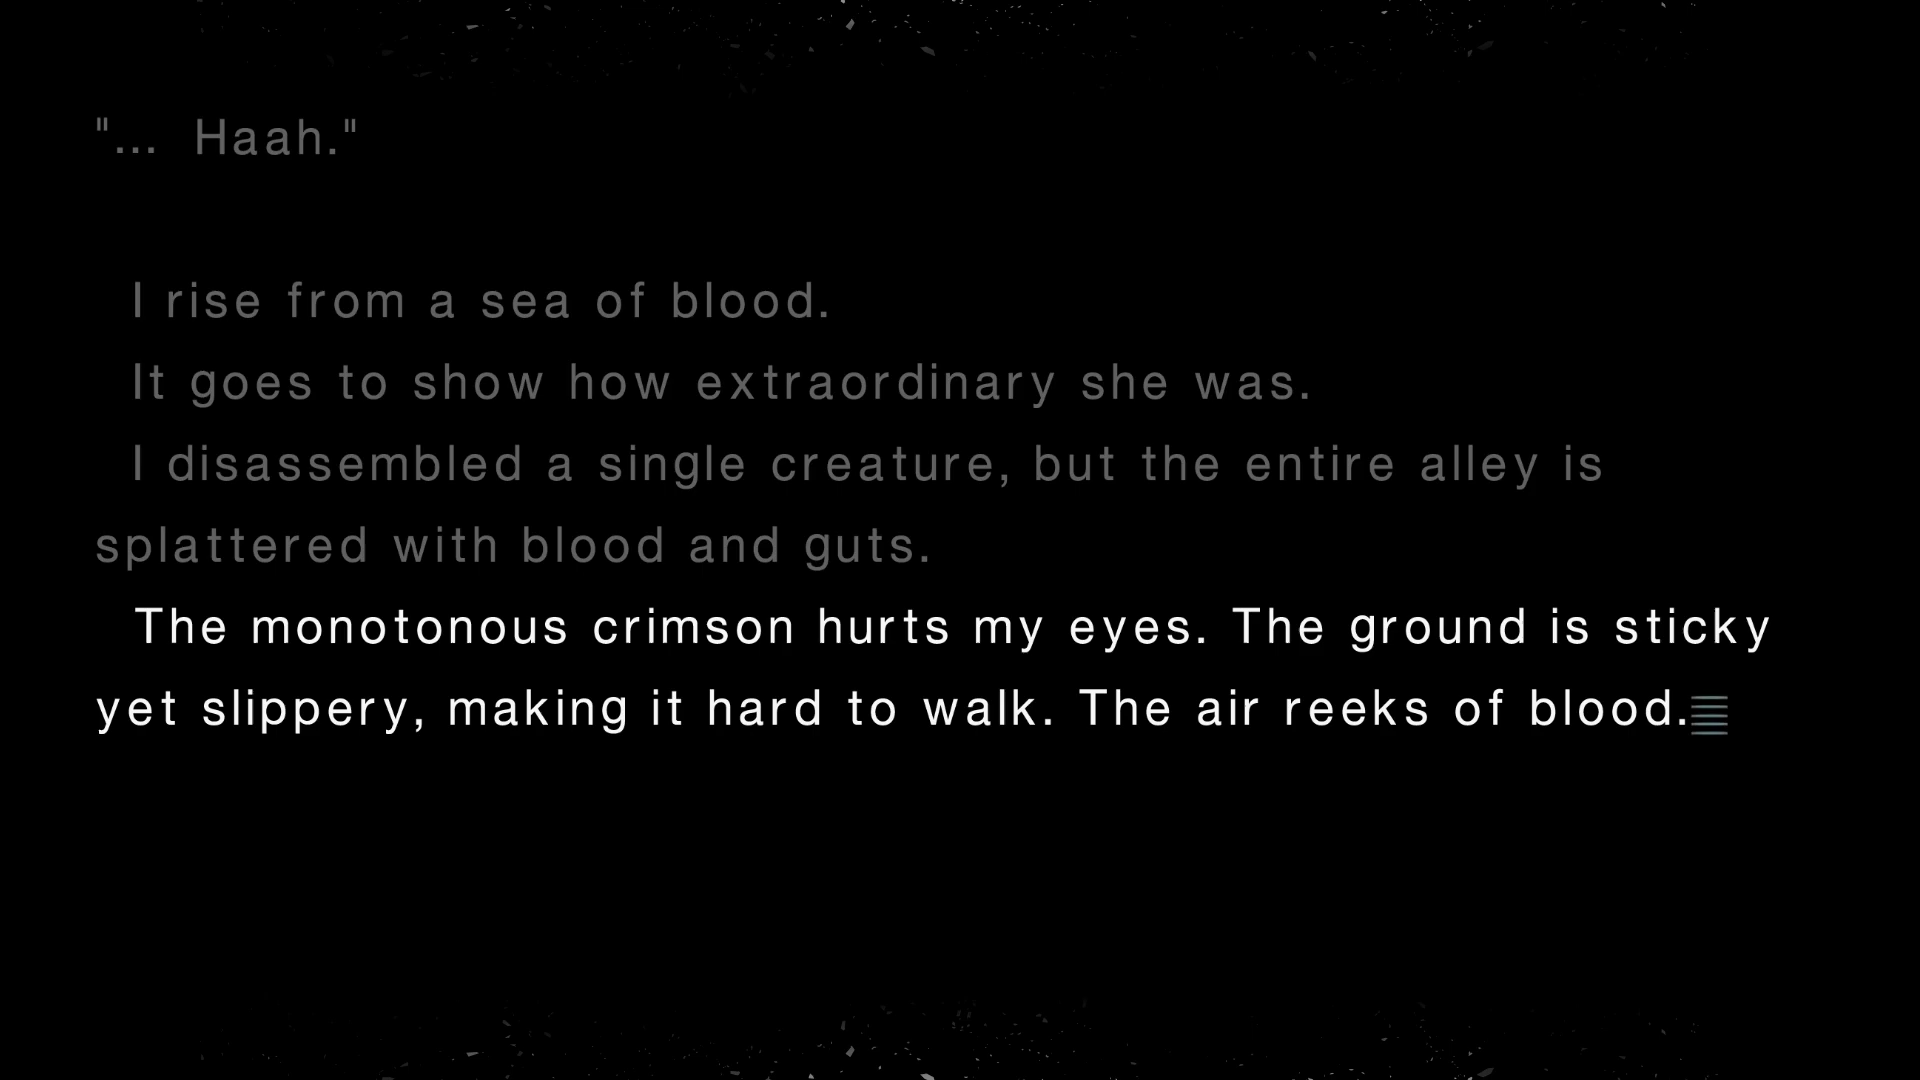 "... Haah."
I rise from a sea of blood.
It goes to show how extraordinary she was.
I disassembled a single creature, but the entire alley is
splattered with blood and guts.
The monotonous crimson hurts my eyes. The ground is sticky
yet slippery, making it hard to walk. The air reeks of blood.